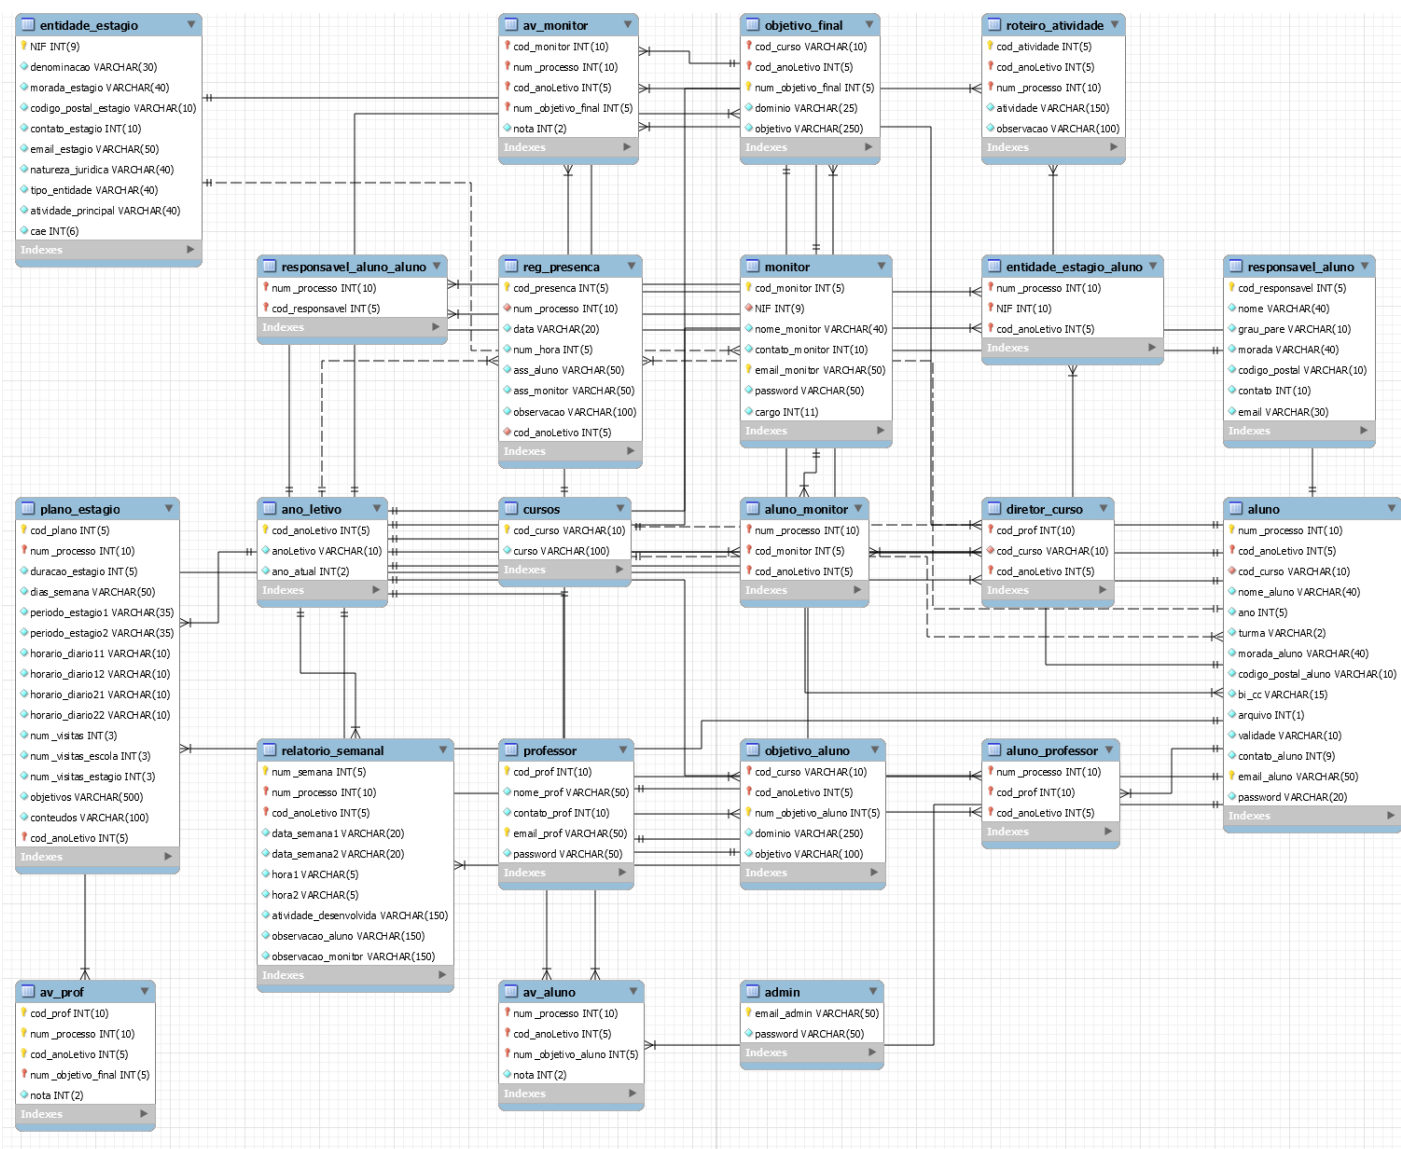 entidade_estagio
NIF INT(9)
denominacao VARCHAR(30)
morada_estagio VARCHAR(40)
codigo_postal_estagio VARCHAR(10)
contato_estagio INT(10)
email_estagio VARCHAR(50)
natureza_juridica VARCHAR(40)
tipo_entidade VARCHAR(40)
atividade_principal VARCHAR(40)
cae INT(6)
Indexes
av_monitor
cod_monitor INT(10)
num_processo INT(10)
cod_anoLetivo INT(5)
num_objetivo_final INT(5)
nota INT(2)
Indexes
objetivo_final
cod_curso VARCHAR(10)
cod_anoLetivo INT(5)
num_objetivo_final INT(5)
dominio VARCHAR(25)
objetivo VARCHAR(250)
Indexes
roteiro_atividade
cod_atividade INT(5)
cod_anoLetivo INT(5)
num_processo INT(10)
atividade VARCHAR(150)
observacao VARCHAR(100)
Indexes
responsavel_aluno_aluno
num_processo INT(10)
cod_responsavel INT(5)
Indexes
reg_presenca
cod_presenca INT(5)
num_processo INT(10)
data VARCHAR(20)
num_hora INT(5)
ass_aluno VARCHAR(50)
ass_monitor VARCHAR(50)
observacao VARCHAR(100)
cod_anoLetivo INT(5)
Indexes
monitor
cod_monitor INT(5)
NIF INT(9)
nome_monitor VARCHAR(40)
contato_monitor INT(10)
email_monitor VARCHAR(50)
password VARCHAR(50)
cargo INT(11)
Indexes
entidade_estagio_aluno
num_processo INT(10)
NIF INT(10)
cod_anoLetivo INT(5)
Indexes
responsavel_aluno
cod_responsavel INT(5)
nome VARCHAR(40)
grau_pare VARCHAR(10)
morada VARCHAR(40)
codigo_postal VARCHAR(10)
contato INT(10)
email VARCHAR(30)
Indexes
plano_estagio
cod_plano INT(5)
num_processo INT(10)
duracao_estagio INT(5)
dias_semana VARCHAR(50)
periodo_estagio1 VARCHAR(35)
periodo_estagio2 VARCHAR(35)
horario_diario11 VARCHAR(10)
horario_diario12 VARCHAR(10)
horario_diario21 VARCHAR(10)
horario_diario22 VARCHAR(10)
num_visitas INT(3)
num_visitas_escola INT(3)
num_visitas_estagio INT(3)
objetivos VARCHAR(500)
conteudos VARCHAR(100)
cod_anoLetivo INT(5)
Indexes
ano_letivo
cod_anoLetivo INT(5)
anoLetivo VARCHAR(10)
ano_atual INT(2)
Indexes
cursos
cod_curso VARCHAR(10)
curso VARCHAR(100)
Indexes
aluno_monitor
num_processo INT(10)
cod_monitor INT(5)
cod_anoLetivo INT(5)
Indexes
diretor_curso
cod_prof INT(10)
cod_curso VARCHAR(10)
cod_anoLetivo INT(5)
Indexes
aluno
num_processo INT(10)
cod_anoLetivo INT(5)
cod_curso VARCHAR(10)
nome_aluno VARCHAR(40)
ano INT(5)
turma VARCHAR(2)
morada_aluno VARCHAR(40)
codigo_postal_aluno VARCHAR(10)
bi_cc VARCHAR(15)
arquivo INT(1)
validade VARCHAR(10)
contato_aluno INT(9)
email_aluno VARCHAR(50)
password VARCHAR(20)
Indexes
relatorio_semanal
num_semana INT(5)
num_processo INT(10)
cod_anoLetivo INT(5)
data_semana1 VARCHAR(20)
data_semana2 VARCHAR(20)
hora1 VARCHAR(5)
hora2 VARCHAR(5)
atividade_desenvolvida VARCHAR(150)
observacao_aluno VARCHAR(150)
observacao_monitor VARCHAR(150)
Indexes
professor
cod_prof INT(10)
nome_prof VARCHAR(50)
contato_prof INT(10)
email_prof VARCHAR(50)
password VARCHAR(50)
Indexes
objetivo_aluno
cod_curso VARCHAR(10)
cod_anoLetivo INT(5)
num_objetivo_aluno INT(5)
dominio VARCHAR(250)
objetivo VARCHAR(100)
Indexes
aluno_professor
num_processo INT(10)
cod_prof INT(10)
cod_anoLetivo INT(5)
Indexes
av_prof
cod_prof INT(10)
num_processo INT(10)
cod_anoLetivo INT(5)
num_objetivo_final INT(5)
nota INT(2)
Indexes
av_aluno
num_processo INT(10)
cod_anoLetivo INT(5)
num_objetivo_aluno INT(5)
nota INT(2)
Indexes
admin
email_admin VARCHAR(50)
password VARCHAR(50)
Indexes